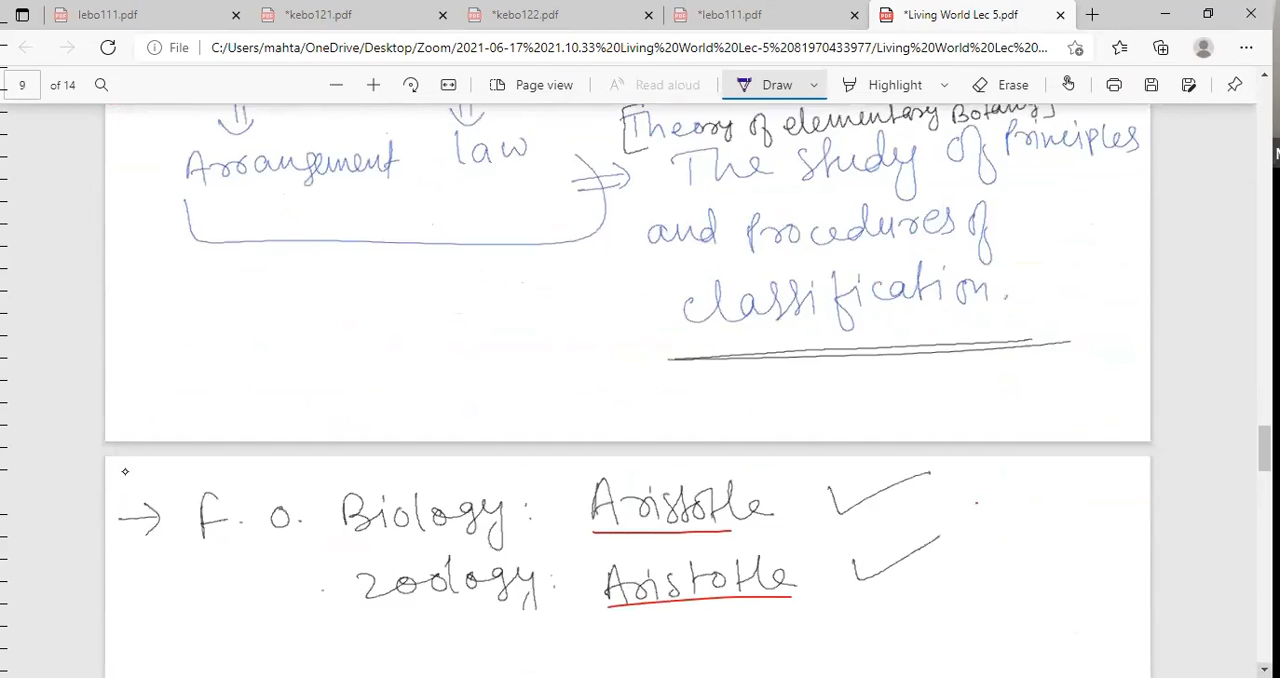 lebo111.pdf
*kebo121.pdf
*kebo122.pdf
*lebo111.pdf
*Living World Lec 5.pdf
File
C:/Users/mahta/OneDrive/Desktop/Zoom/2021-06-17%2021.10.33%20Living%20World%20Lec-5%2081970433977/Living%20World%20Lec%20...
9 of 14
Page view
Read aloud
Draw
Highlight
Erase
[Theory of elementary Botany]
Arrangement law ⇒ The study of Principles
and procedures of
classification.
→ F. O. Biology: Aristotle ✓
Zoology: Aristotle ✓